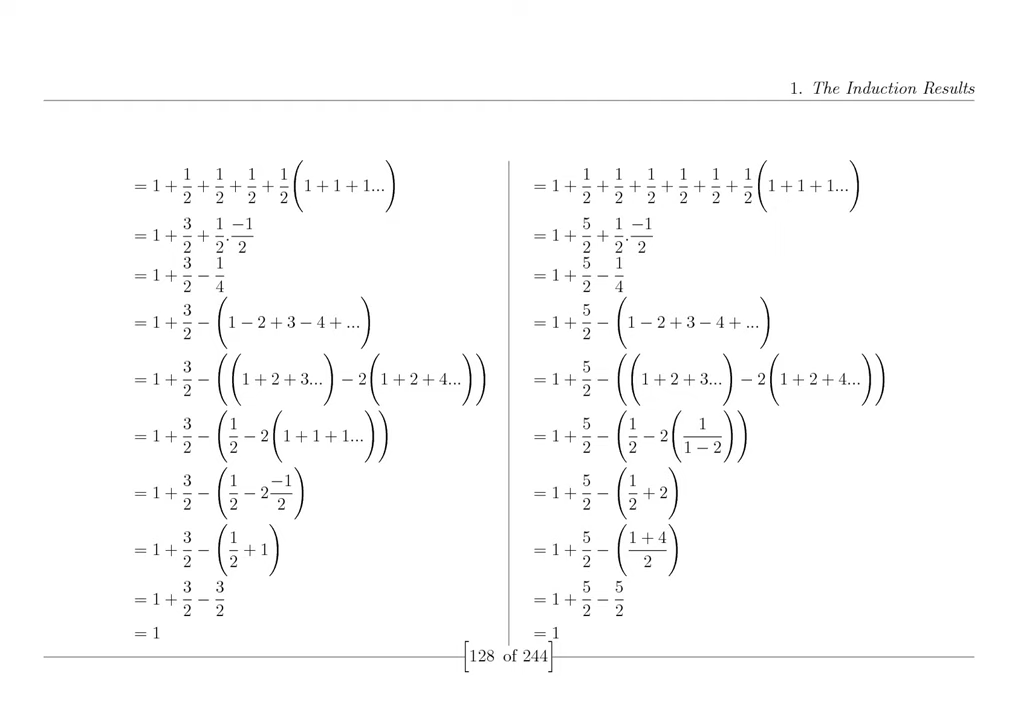 1. The Induction Results
= 1 + 1/2 + 1/2 + 1/2 + 1/2(1 + 1 + 1...)
= 1 + 3/2 + 1/2 . −1/2
= 1 + 3/2 − 1/4
= 1 + 3/2 − (1 − 2 + 3 − 4 + ...)
= 1 + 3/2 − ((1 + 2 + 3...) − 2(1 + 2 + 4...))
= 1 + 3/2 − (1/2 − 2(1 + 1 + 1...))
= 1 + 3/2 − (1/2 − 2 −1/2)
= 1 + 3/2 − (1/2 + 1)
= 1 + 3/2 − 3/2
= 1
= 1 + 1/2 + 1/2 + 1/2 + 1/2 + 1/2 + 1/2(1 + 1 + 1...)
= 1 + 5/2 + 1/2 . −1/2
= 1 + 5/2 − 1/4
= 1 + 5/2 − (1 − 2 + 3 − 4 + ...)
= 1 + 5/2 − ((1 + 2 + 3...) − 2(1 + 2 + 4...))
= 1 + 5/2 − (1/2 − 2(1/(1 − 2)))
= 1 + 5/2 − (1/2 + 2)
= 1 + 5/2 − ((1 + 4)/2)
= 1 + 5/2 − 5/2
= 1
[128 of 244]